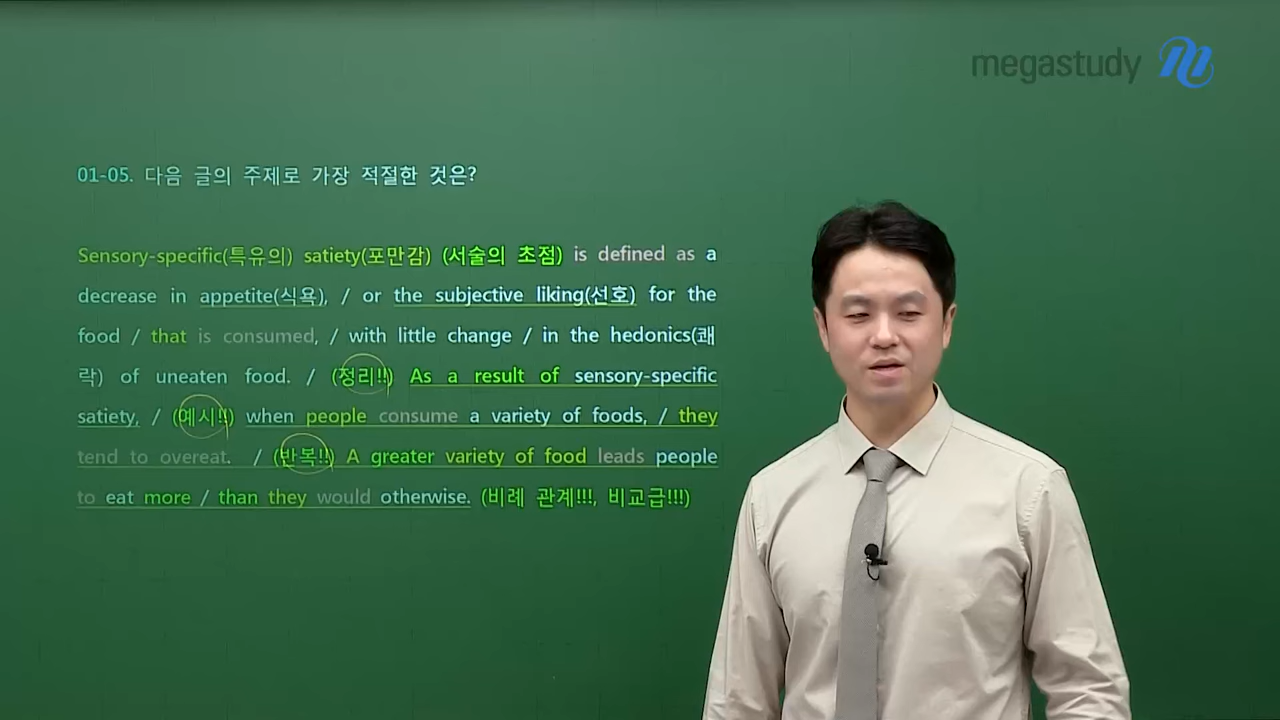 megastudy
01-05. 다음 글의 주제로 가장 적절한 것은?
Sensory-specific(특유의) satiety(포만감) (서술의 초점) is defined as a
decrease in appetite(식욕), / or the subjective liking(선호) for the
food / that is consumed, / with little change / in the hedonics(쾌
락) of uneaten food. / (정리!!) As a result of sensory-specific
satiety, / (예시!!) when people consume a variety of foods, / they
tend to overeat. / (반복!!) A greater variety of food leads people
to eat more / than they would otherwise. (비례 관계!!!, 비교급!!!)